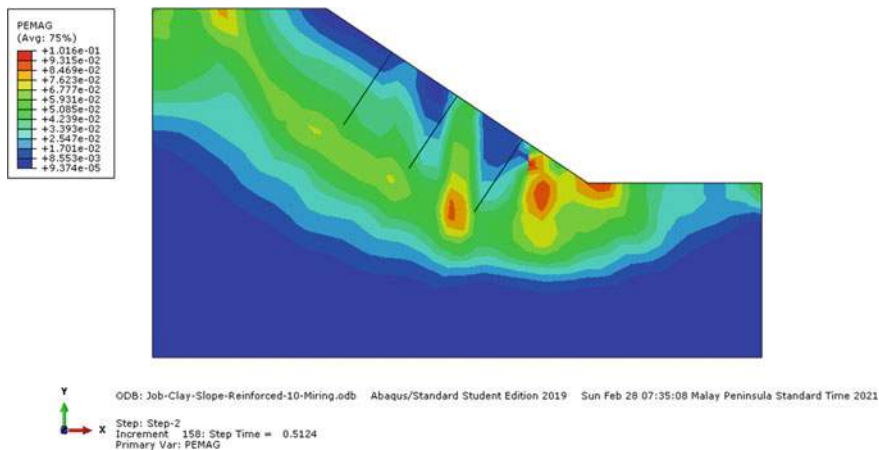 PEMAG
(Avg: 75%)
+1.016e-01
+9.315e-02
+8.469e-02
+7.623e-02
+6.777e-02
+5.931e-02
+5.085e-02
+4.239e-02
+3.393e-02
+2.547e-02
+1.701e-02
+8.553e-03
+9.374e-05
Y
X
ODB: Job-Clay-Slope-Reinforced-10-Miring.odb Abaqus/Standard Student Edition 2019 Sun Feb 28 07:35:08 Malay Peninsula Standard Time 2021
Step: Step-2
Increment 158: Step Time = 0.5124
Primary Var: PEMAG